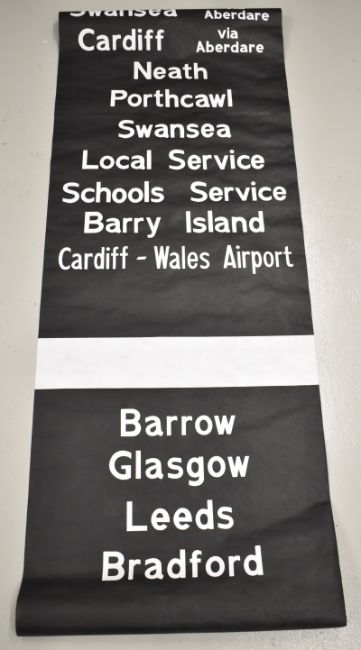 Swansea Aberdare
Cardiff via Aberdare
Neath
Porthcawl
Swansea
Local Service
Schools Service
Barry Island
Cardiff - Wales Airport
Barrow
Glasgow
Leeds
Bradford